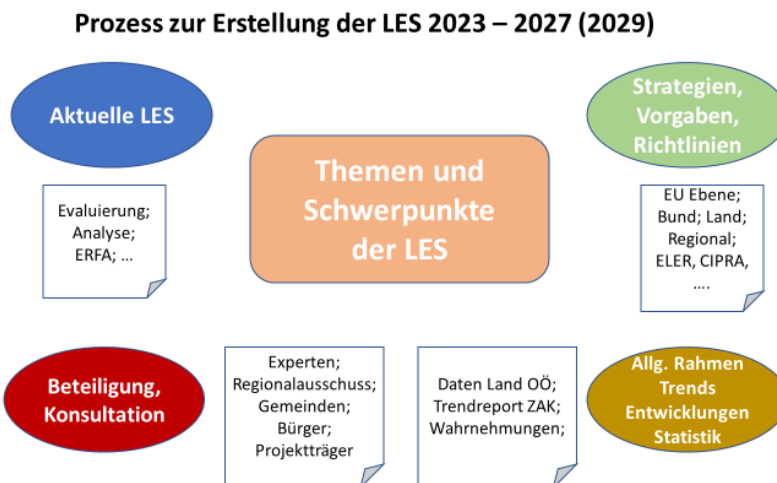 Prozess zur Erstellung der LES 2023 – 2027 (2029)
Aktuelle LES
Strategien,
Vorgaben,
Richtlinien
Themen und
Schwerpunkte
der LES
Evaluierung;
Analyse;
ERFA; ...
EU Ebene;
Bund; Land;
Regional;
ELER, CIPRA,
....
Beteiligung,
Konsultation
Experten;
Regionalausschuss;
Gemeinden;
Bürger;
Projektträger
Daten Land OÖ;
Trendreport ZAK;
Wahrnehmungen;
Allg. Rahmen
Trends
Entwicklungen
Statistik